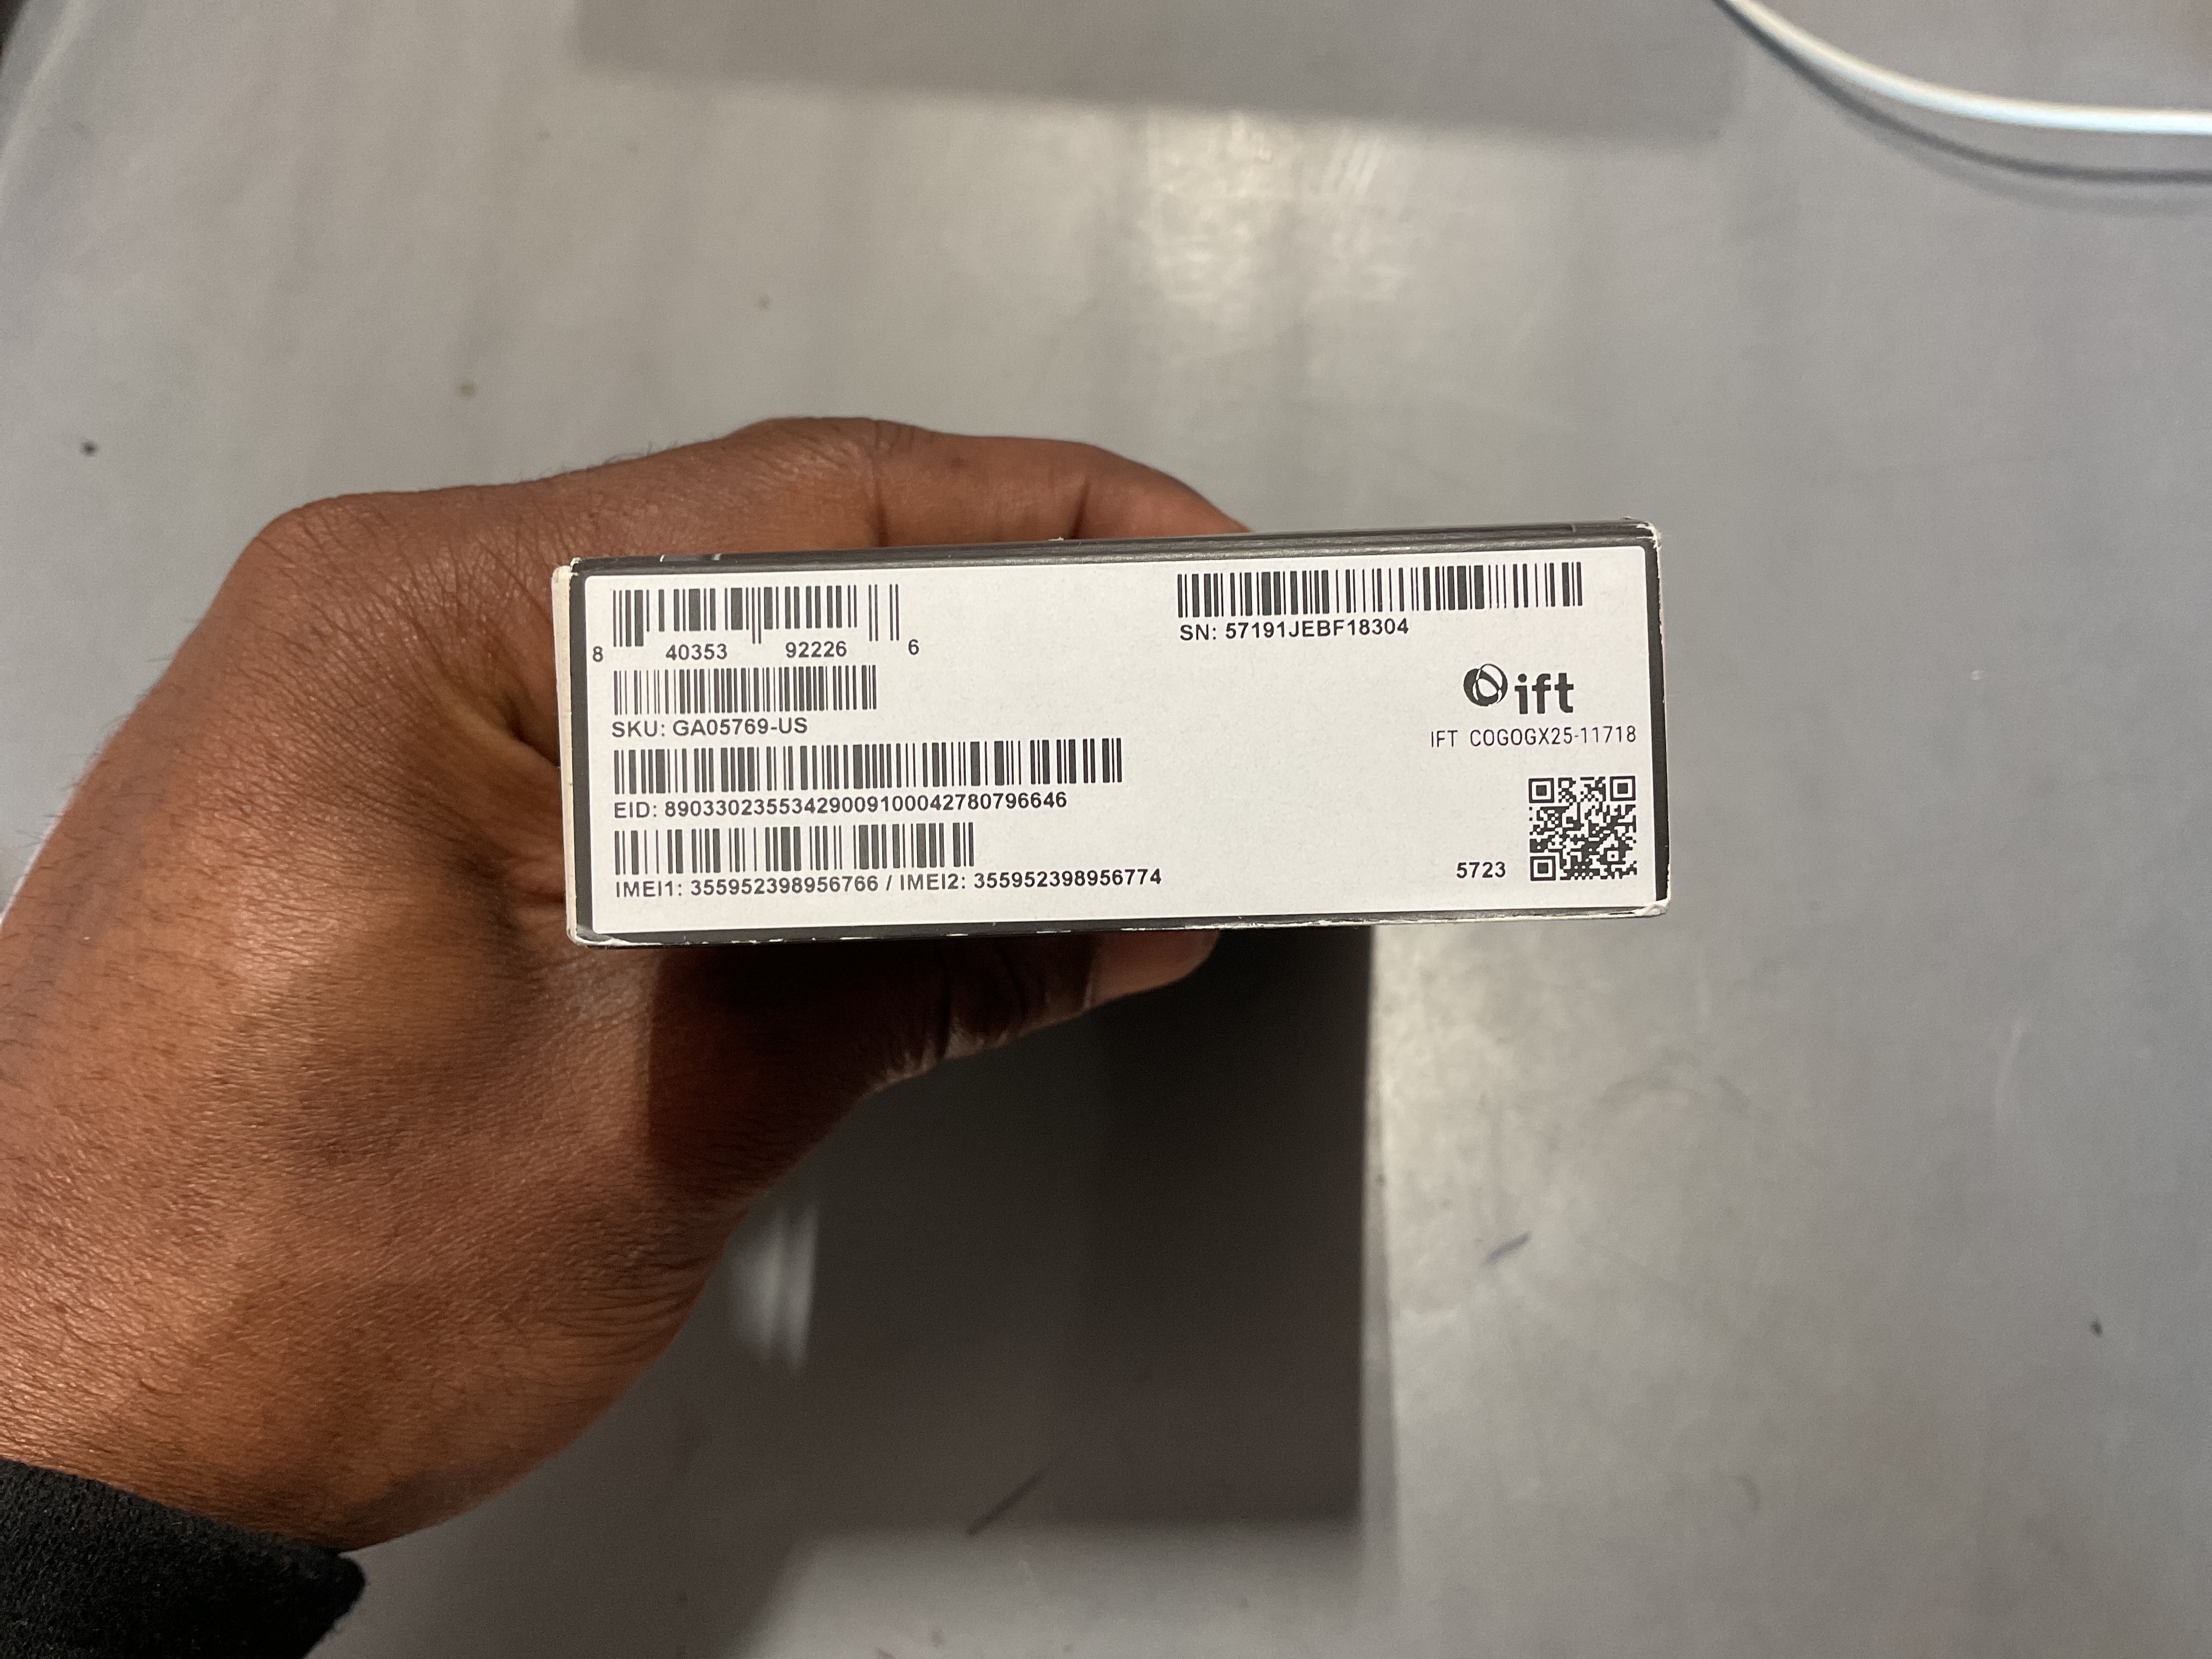 8 40353 92226 6
SKU: GA05769-US
EID: 89033023553429009100042780796646
IMEI1: 355952398956766 / IMEI2: 355952398956774
SN: 57191JEBF18304
ift
IFT COGOGX25-11718
5723